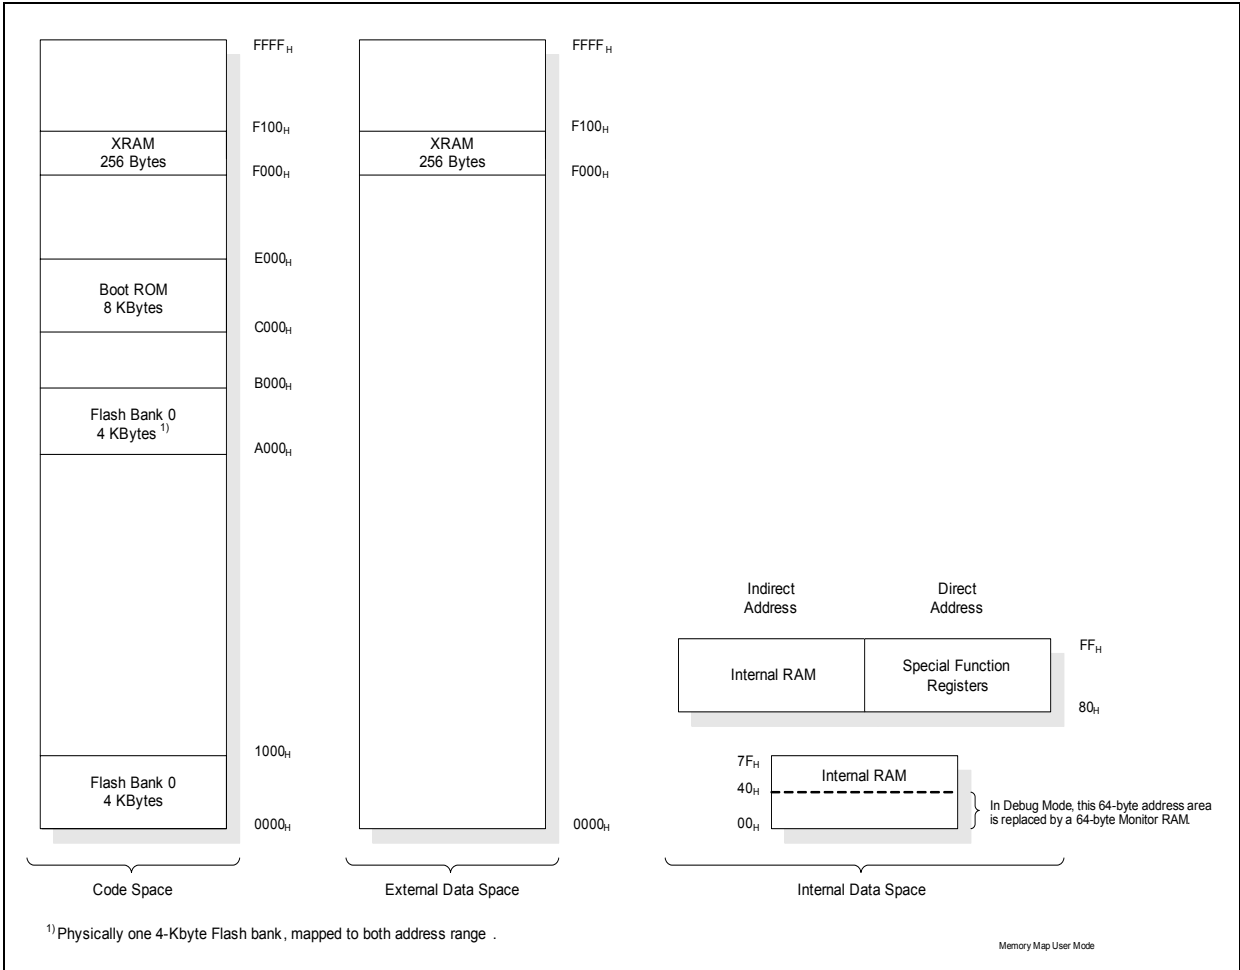 FFFFH
F100H
XRAM
256 Bytes
F000H
E000H
Boot ROM
8 KBytes
C000H
B000H
Flash Bank 0
4 KBytes 1)
A000H
1000H
Flash Bank 0
4 KBytes
0000H
Code Space
FFFFH
F100H
XRAM
256 Bytes
F000H
0000H
External Data Space
Indirect
Address
Direct
Address
Internal RAM
Special Function
Registers
FFH
80H
7FH
Internal RAM
40H
00H
In Debug Mode, this 64-byte address area
is replaced by a 64-byte Monitor RAM.
Internal Data Space
1) Physically one 4-Kbyte Flash bank, mapped to both address range .
Memory Map User Mode